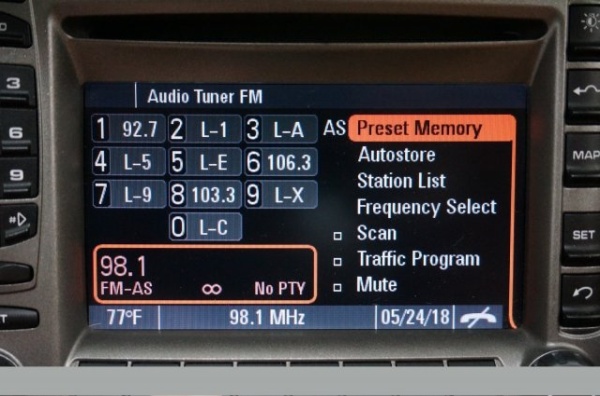 Audio Tuner FM
1 92.7 2 L-1 3 L-A AS Preset Memory
4 L-5 5 L-E 6 106.3 Autostore
7 L-9 8 103.3 9 L-X Station List
0 L-C Frequency Select
Scan
98.1 Traffic Program
FM-AS ∞ No PTY Mute
77°F 98.1 MHz 05/24/18
3
6
9
#
MAP
SET